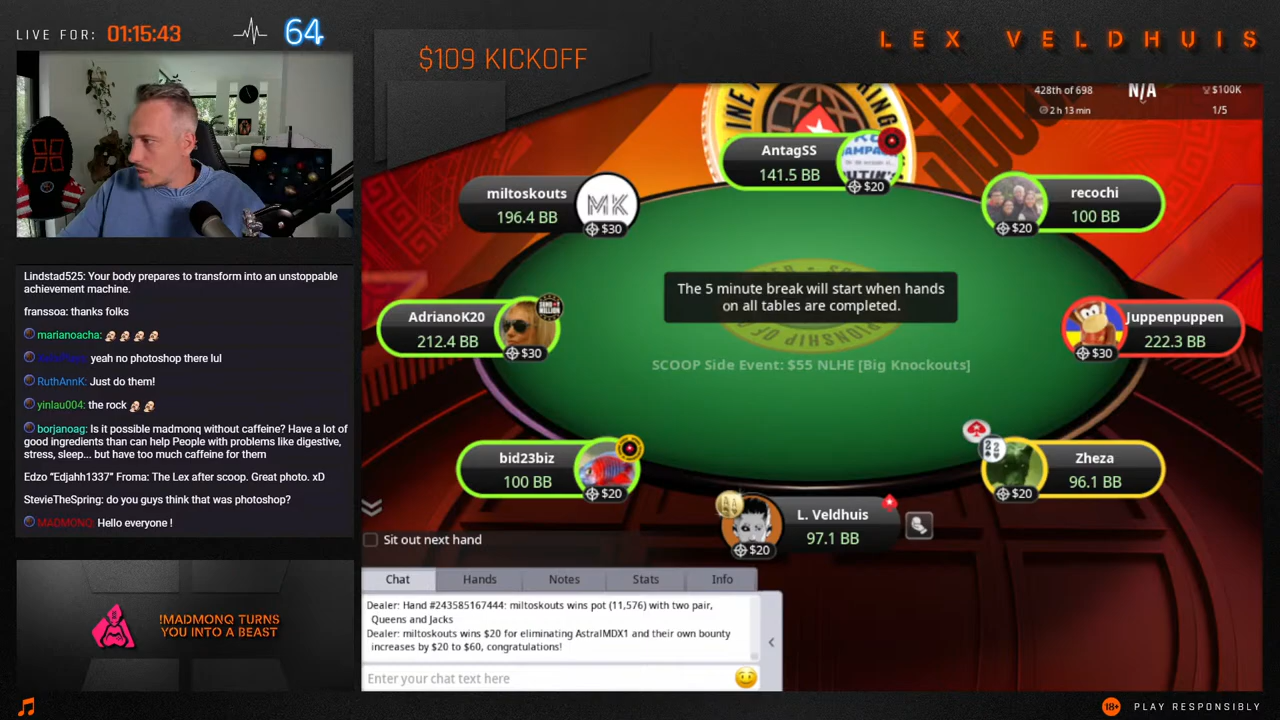 LIVE FOR: 01:15:43
64
$109 KICKOFF
LEX VELDHUIS
428th of 698
N/A
$100K
2 h 13 min
1/5
AntagSS
141.5 BB
$20
miltoskouts
196.4 BB
MK
$30
recochi
100 BB
$20
The 5 minute break will start when hands
on all tables are completed.
AdrianoK20
212.4 BB
$30
Juppenpuppen
222.3 BB
$30
SCOOP Side Event: $55 NLHE [Big Knockouts]
bid23biz
100 BB
$20
Zheza
96.1 BB
$20
L. Veldhuis
97.1 BB
$20
Sit out next hand
Chat
Hands
Notes
Stats
Info
Dealer: Hand #243585167444: miltoskouts wins pot (11,576) with two pair,
Queens and Jacks
Dealer: miltoskouts wins $20 for eliminating AstralMDX1 and their own bounty
increases by $20 to $60, congratulations!
Enter your chat text here
Lindstad525: Your body prepares to transform into an unstoppable
achievement machine.
franssoa: thanks folks
marianoacha:
yeah no photoshop there lul
RuthAnnK: Just do them!
yinlau004: the rock
borjanoag: Is it possible madmonq without caffeine? Have a lot of
good ingredients than can help People with problems like digestive,
stress, sleep... but have too much caffeine for them
Edzo “Edjahh1337” Froma: The Lex after scoop. Great photo. xD
StevieTheSpring: do you guys think that was photoshop?
MADMONQ: Hello everyone !
!MADMONQ TURNS
YOU INTO A BEAST
18+ PLAY RESPONSIBLY